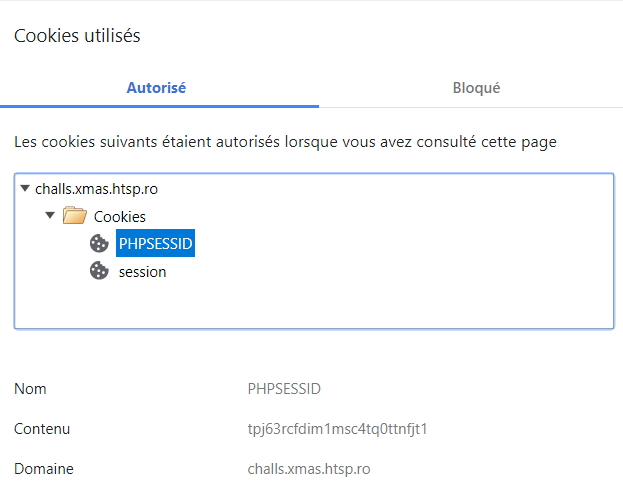 Cookies utilisés
Autorisé Bloqué
Les cookies suivants étaient autorisés lorsque vous avez consulté cette page
challs.xmas.htsp.ro
Cookies
PHPSESSID
session
Nom PHPSESSID
Contenu tpj63rcfdim1msc4tq0ttnfjt1
Domaine challs.xmas.htsp.ro